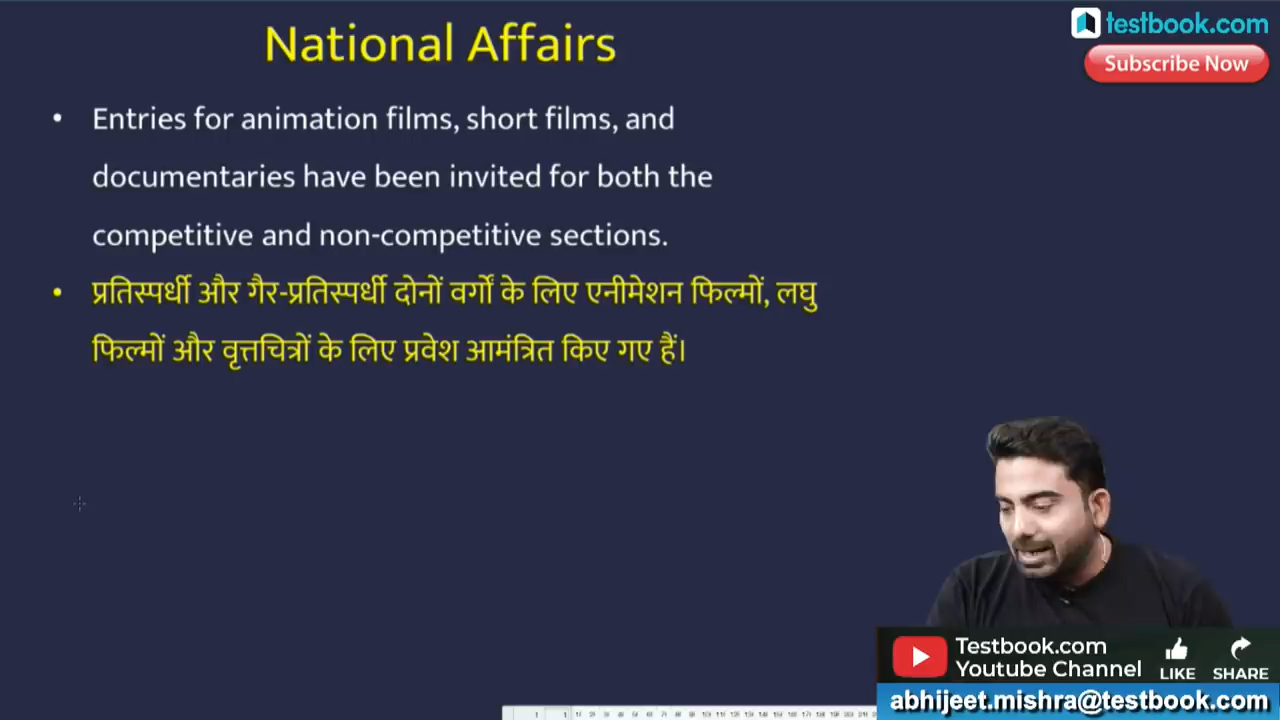 National Affairs
testbook.com
Subscribe Now
• Entries for animation films, short films, and
documentaries have been invited for both the
competitive and non-competitive sections.
• प्रतिस्पर्धी और गैर-प्रतिस्पर्धी दोनों वर्गों के लिए एनीमेशन फिल्मों, लघु
फिल्मों और वृत्तचित्रों के लिए प्रवेश आमंत्रित किए गए हैं।
Testbook.com
Youtube Channel
LIKE
SHARE
abhijeet.mishra@testbook.com